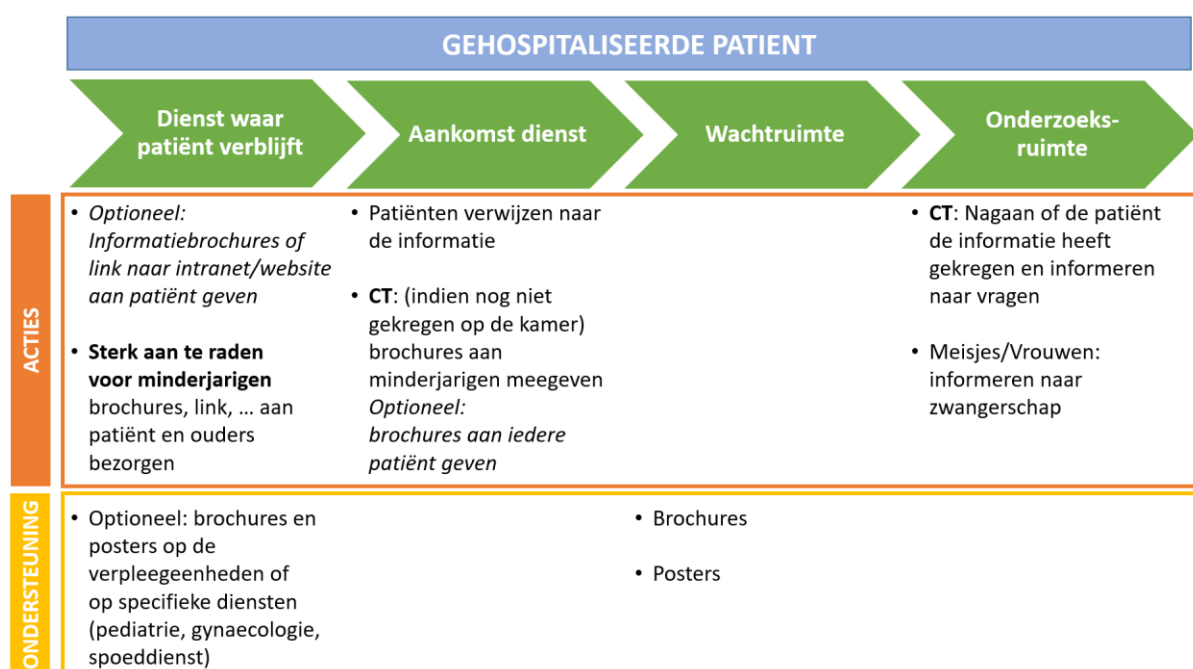 GEHOSPITALISEERDE PATIENT
Dienst waar
patiënt verblijft
Aankomst dienst
Wachtruimte
Onderzoeks-
ruimte
ACTIES
• Optioneel:
Informatiebrochures of
link naar intranet/website
aan patiënt geven
• Sterk aan te raden
voor minderjarigen
brochures, link, … aan
patiënt en ouders
bezorgen
• Patiënten verwijzen naar
de informatie
• CT: (indien nog niet
gekregen op de kamer)
brochures aan
minderjarigen meegeven
Optioneel:
brochures aan iedere
patiënt geven
• CT: Nagaan of de patiënt
de informatie heeft
gekregen en informeren
naar vragen
• Meisjes/Vrouwen:
informeren naar
zwangerschap
ONDERSTEUNING
• Optioneel: brochures en
posters op de
verpleegeenheden of
op specifieke diensten
(pediatrie, gynaecologie,
spoeddienst)
• Brochures
• Posters